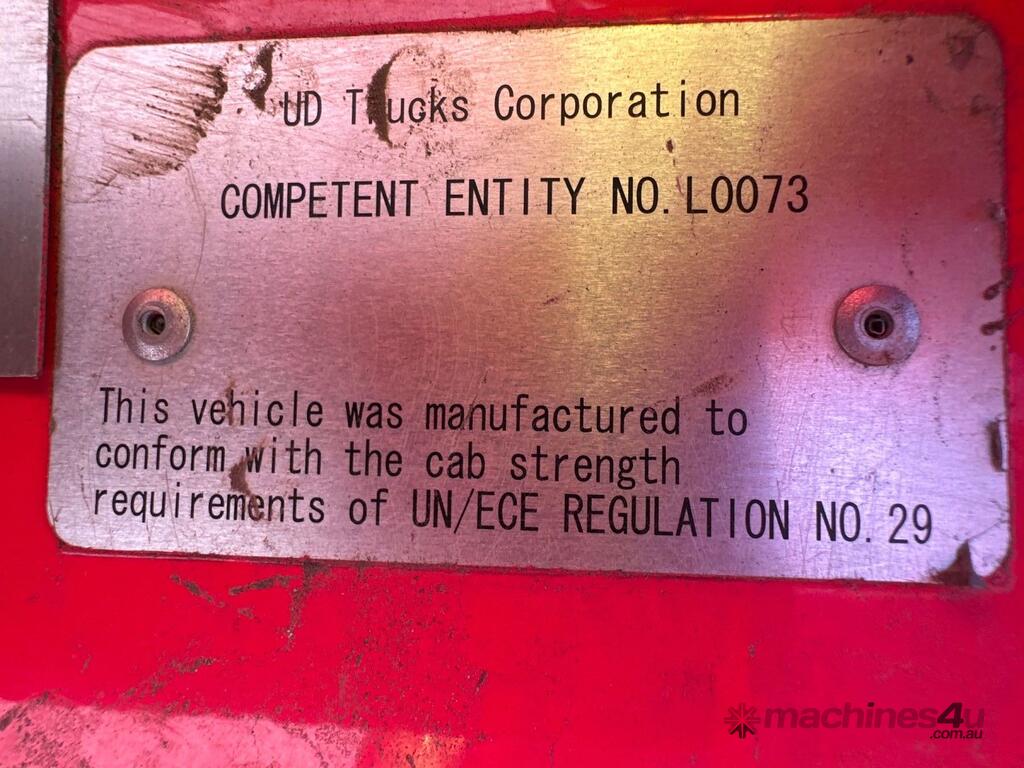 UD Trucks Corporation
COMPETENT ENTITY NO. L0073
This vehicle was manufactured to
conform with the cab strength
requirements of UN/ECE REGULATION NO. 29
machines4u
.com.au